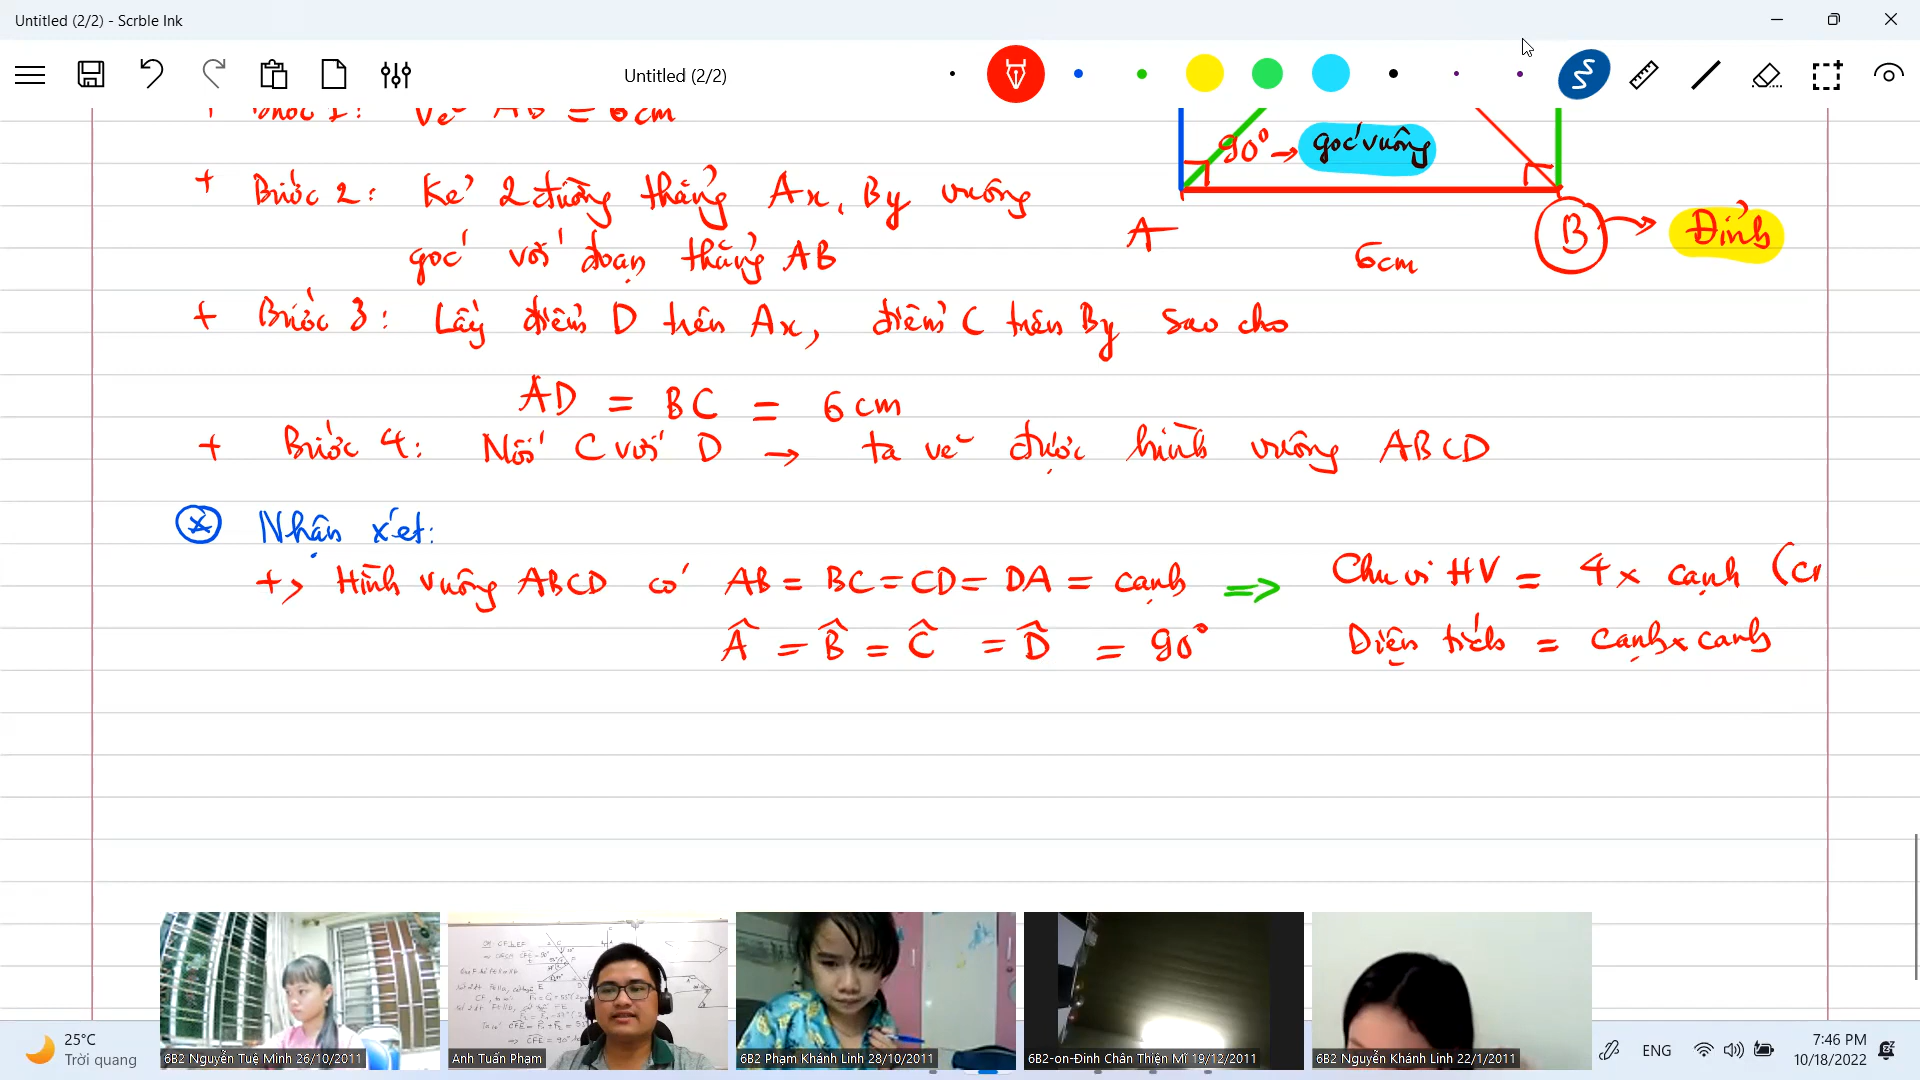 Untitled (2/2) - Scrble Ink
Untitled (2/2)
+ Bước 1: Vẽ AB = 6cm
90° → góc vuông
+ Bước 2: Kẻ 2 đường thẳng Ax, By vuông
góc với đoạn thẳng AB
A
6cm
B → Đỉnh
+ Bước 3: Lấy điểm D trên Ax, điểm C trên By sao cho
AD = BC = 6cm
+ Bước 4: Nối C với D → ta vẽ được hình vuông ABCD
Nhận xét:
+> Hình vuông ABCD có AB = BC = CD = DA = cạnh => Chu vi HV = 4 x cạnh
Â = B̂ = Ĉ = D̂ = 90°
Diện tích = cạnh x cạnh
6B2 Nguyễn Tuệ Minh 26/10/2011
Anh Tuấn Phạm
6B2 Phạm Khánh Linh 28/10/2011
6B2-on-Đinh Chân Thiện Mĩ 19/12/2011
6B2 Nguyễn Khánh Linh 22/1/2011
25°C
Trời quang
ENG
7:46 PM
10/18/2022